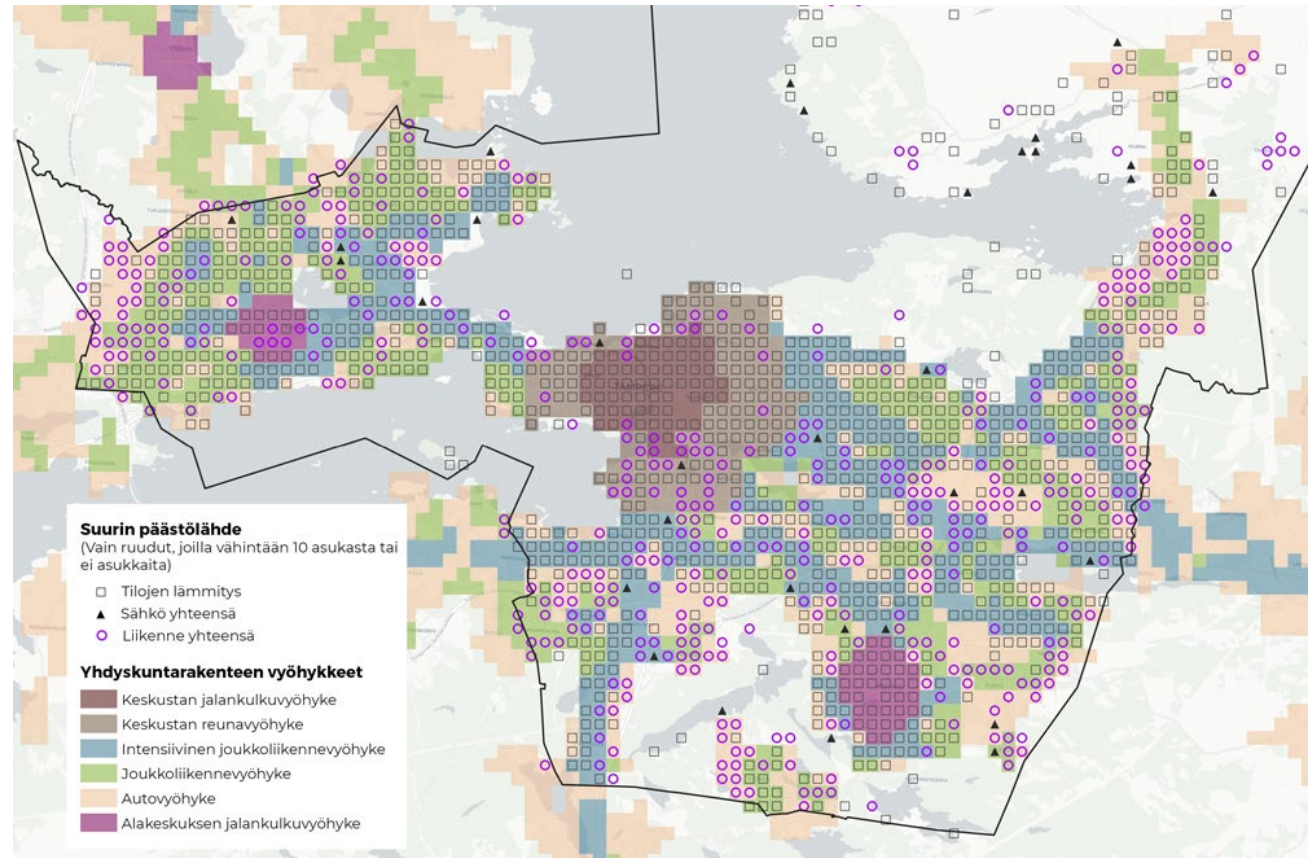 TAMPERE
Suurin päästölähde
(Vain ruudut, joilla vähintään 10 asukasta tai
ei asukkaita)
Tilojen lämmitys
Sähkö yhteensä
Liikenne yhteensä
Yhdyskuntarakenteen vyöhykkeet
Keskustan jalankulkuvyöhyke
Keskustan reunavyöhyke
Intensiivinen joukkoliikennevyöhyke
Joukkoliikennevyöhyke
Autovyöhyke
Alakeskuksen jalankulkuvyöhyke